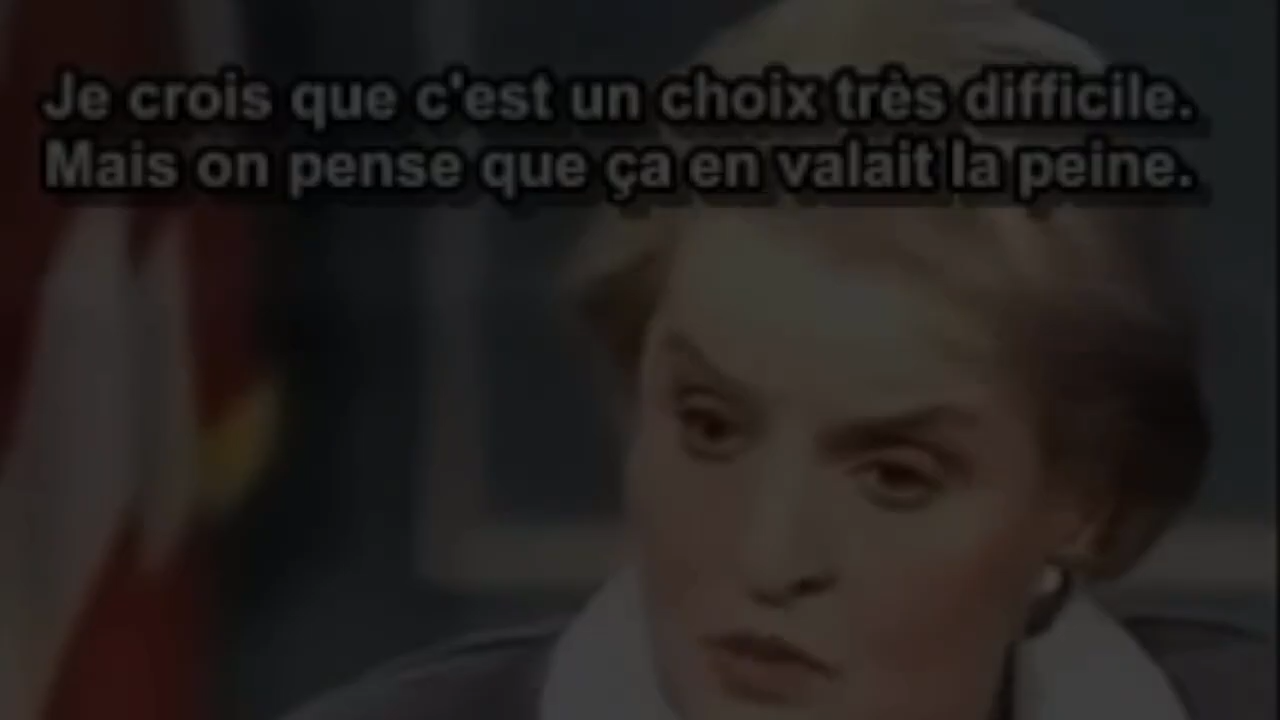 Je crois que c'est un choix très difficile.
Mais on pense que ça en valait la peine.